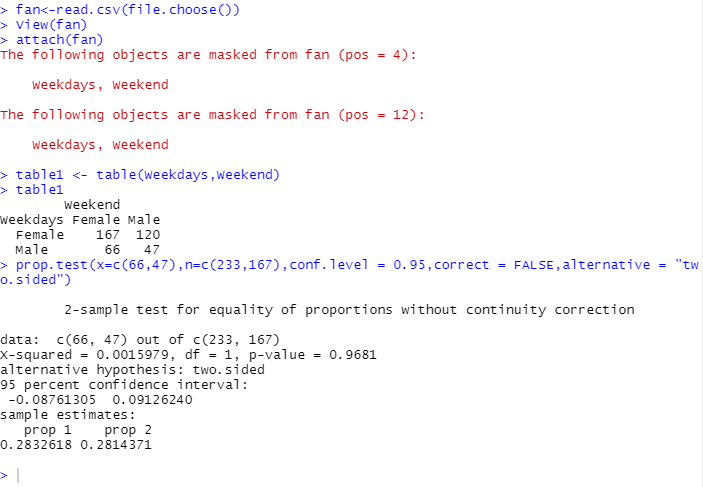 > fan<-read.csv(file.choose())
> View(fan)
> attach(fan)
The following objects are masked from fan (pos = 4):
    Weekdays, Weekend
The following objects are masked from fan (pos = 12):
    Weekdays, Weekend
> table1 <- table(Weekdays,Weekend)
> table1
        Weekend
Weekdays Female Male
  Female    167  120
  Male       66   47
> prop.test(x=c(66,47),n=c(233,167),conf.level = 0.95,correct = FALSE,alternative = "tw
o.sided")
        2-sample test for equality of proportions without continuity correction
data:  c(66, 47) out of c(233, 167)
X-squared = 0.0015979, df = 1, p-value = 0.9681
alternative hypothesis: two.sided
95 percent confidence interval:
 -0.08761305  0.09126240
sample estimates:
   prop 1    prop 2
0.2832618 0.2814371
>